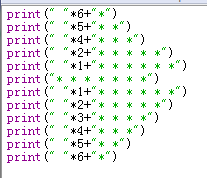 print(" "*6+"*")
print(" "*5+"* *")
print(" "*4+"* * *")
print(" "*2+"* * * * *")
print(" "*1+"* * * * * *")
print("* * * * * * *")
print(" "*1+"* * * * * *")
print(" "*2+"* * * * *")
print(" "*3+"* * * *")
print(" "*4+"* * *")
print(" "*5+"* *")
print(" "*6+"*")